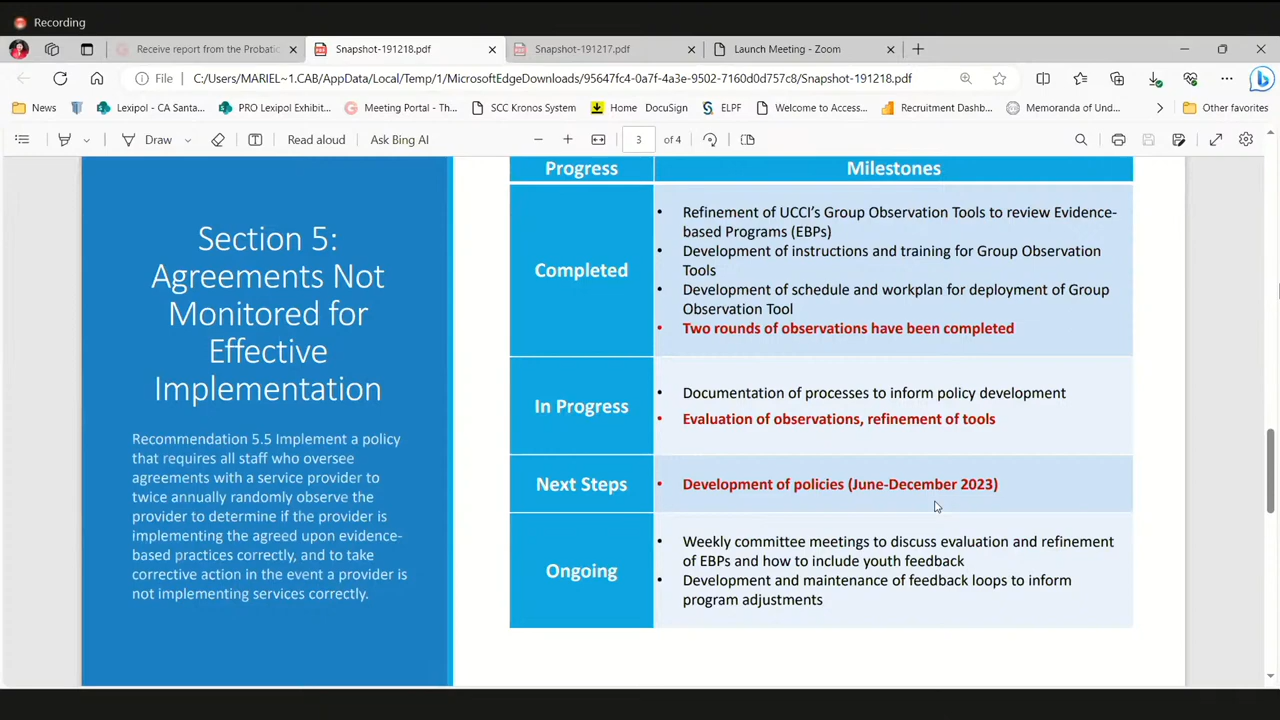 Recording
Receive report from the Probatic
Snapshot-191218.pdf
Snapshot-191217.pdf
Launch Meeting - Zoom
File
C:/Users/MARIEL~1.CAB/AppData/Local/Temp/1/MicrosoftEdgeDownloads/95647fc4-0a7f-4a3e-9502-7160d0d757c8/Snapshot-191218.pdf
News
Lexipol - CA Santa...
PRO Lexipol Exhibit...
Meeting Portal - Th...
SCC Kronos System
Home
DocuSign
ELPF
Welcome to Access...
Recruitment Dashb...
Memoranda of Und...
Other favorites
Draw
Read aloud
Ask Bing AI
3
of 4
Section 5:
Agreements Not
Monitored for
Effective
Implementation
Recommendation 5.5 Implement a policy
that requires all staff who oversee
agreements with a service provider to
twice annually randomly observe the
provider to determine if the provider is
implementing the agreed upon evidence-
based practices correctly, and to take
corrective action in the event a provider is
not implementing services correctly.
Progress
Milestones
Completed
• Refinement of UCCI's Group Observation Tools to review Evidence-
based Programs (EBPs)
• Development of instructions and training for Group Observation
Tools
• Development of schedule and workplan for deployment of Group
Observation Tool
• Two rounds of observations have been completed
In Progress
• Documentation of processes to inform policy development
• Evaluation of observations, refinement of tools
Next Steps
• Development of policies (June-December 2023)
Ongoing
• Weekly committee meetings to discuss evaluation and refinement
of EBPs and how to include youth feedback
• Development and maintenance of feedback loops to inform
program adjustments